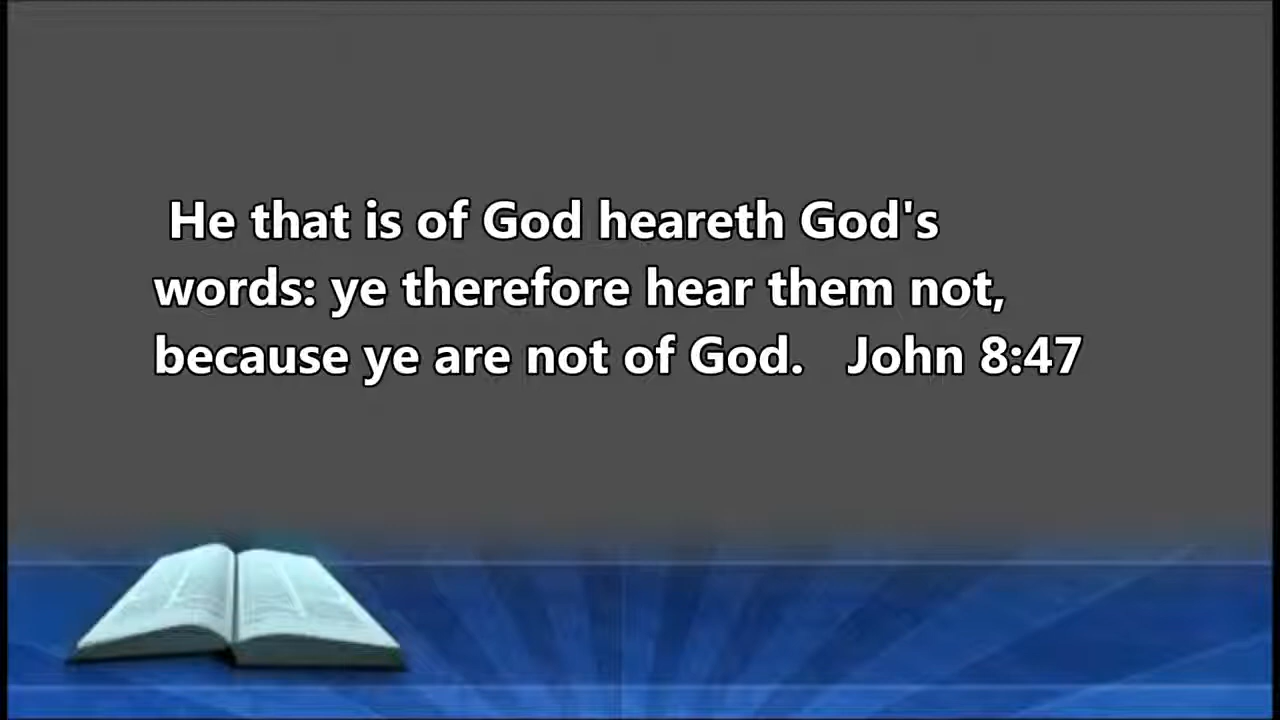 He that is of God heareth God's
words: ye therefore hear them not,
because ye are not of God. John 8:47